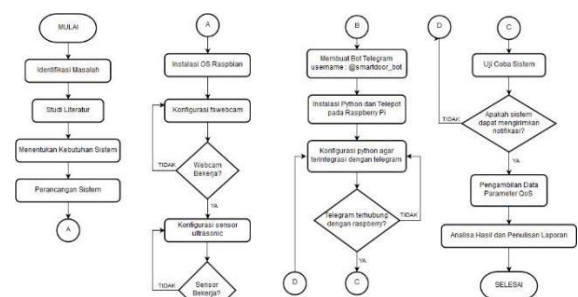 MULAI
Identifikasi Masalah
Studi Literatur
Menentukan Kebutuhan Sistem
Perancangan Sistem
A
A
Instalasi OS Raspbian
Konfigurasi fswebcam
TIDAK
Webcam
Bekerja?
YA
Konfigurasi sensor
ultrasonic
TIDAK
Sensor
Bekerja?
B
Membuat Bot Telegram
username : @smartdoor_bot
Instalasi Python dan Telepot
pada Raspberry Pi
Konfigurasi python agar
terintegrasi dengan telegram
Telegram terhubung
dengan raspberry?
TIDAK
YA
D
C
D
C
Uji Coba Sistem
Apakah sistem
dapat mengirimkan
notifikasi?
TIDAK
YA
Pengambilan Data
Parameter QoS
Analisa Hasil dan Penulisan Laporan
SELESAI